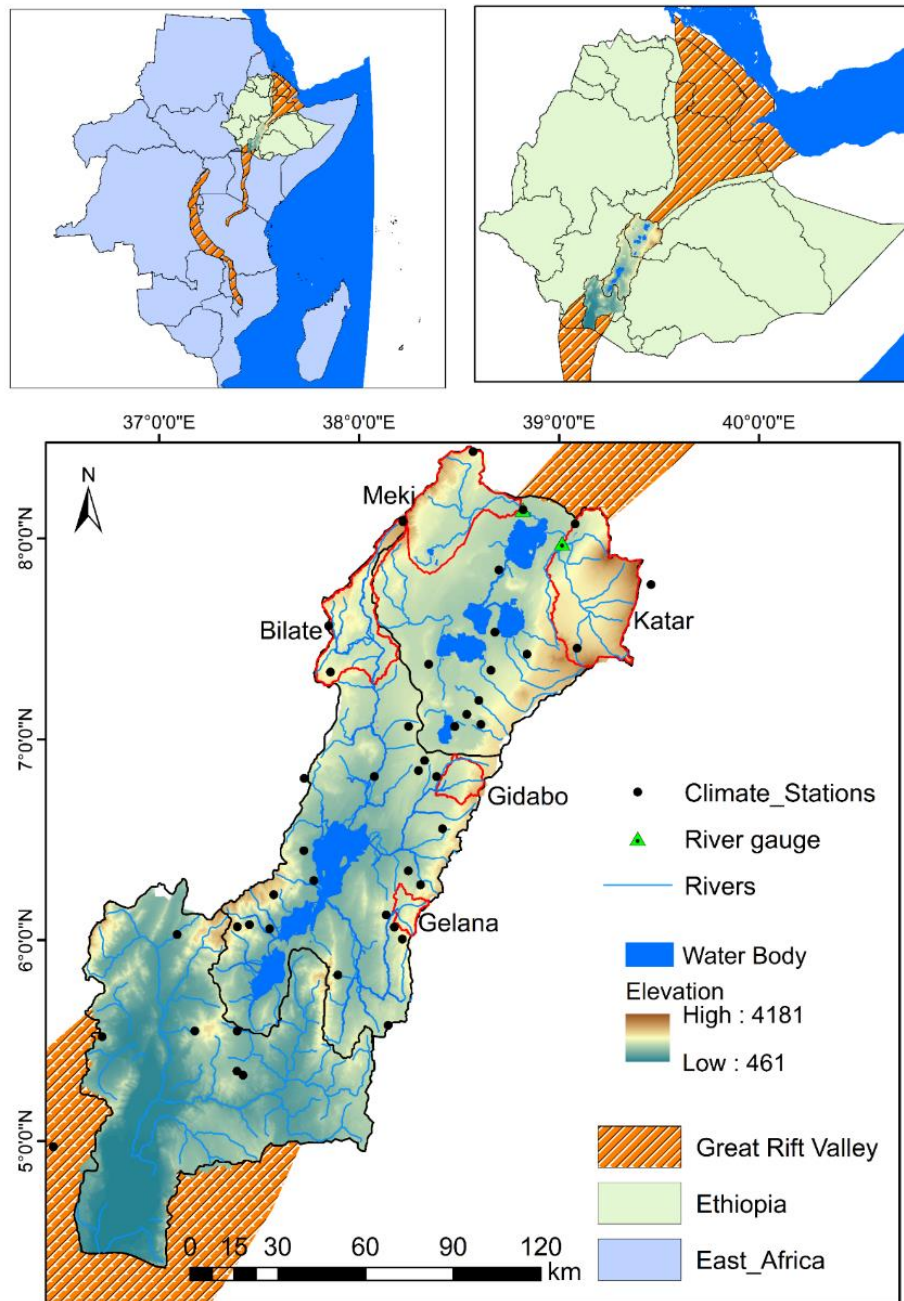 37°0'0"E 38°0'0"E 39°0'0"E 40°0'0"E
N
8°0'0"N
7°0'0"N
6°0'0"N
5°0'0"N
Meki
Bilate
Katar
Gidabo
Gelana
Climate_Stations
River gauge
Rivers
Water Body
Elevation
High : 4181
Low : 461
Great Rift Valley
Ethiopia
East_Africa
0 15 30 60 90 120
km